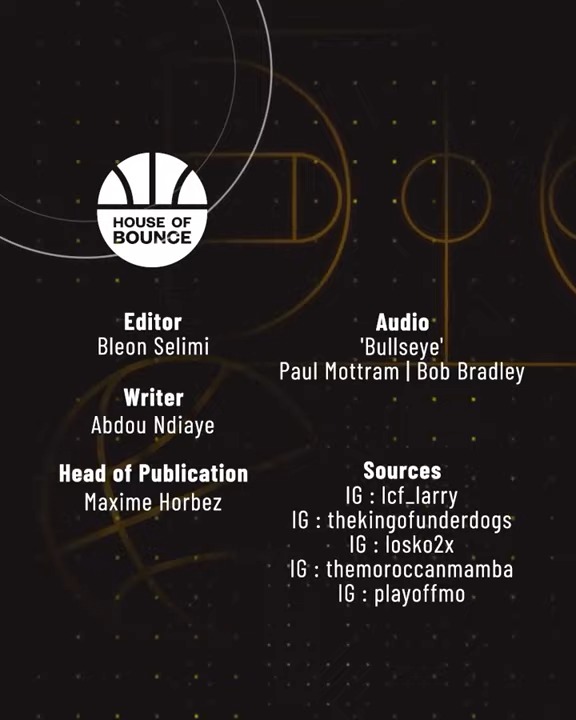 HOUSE OF
BOUNCE
Editor
Bleon Selimi
Writer
Abdou Ndiaye
Head of Publication
Maxime Horbez
Audio
'Bullseye'
Paul Mottram | Bob Bradley
Sources
IG : lcf_larry
IG : thekingofunderdogs
IG : losko2x
IG : themoroccanmamba
IG : playoffmo